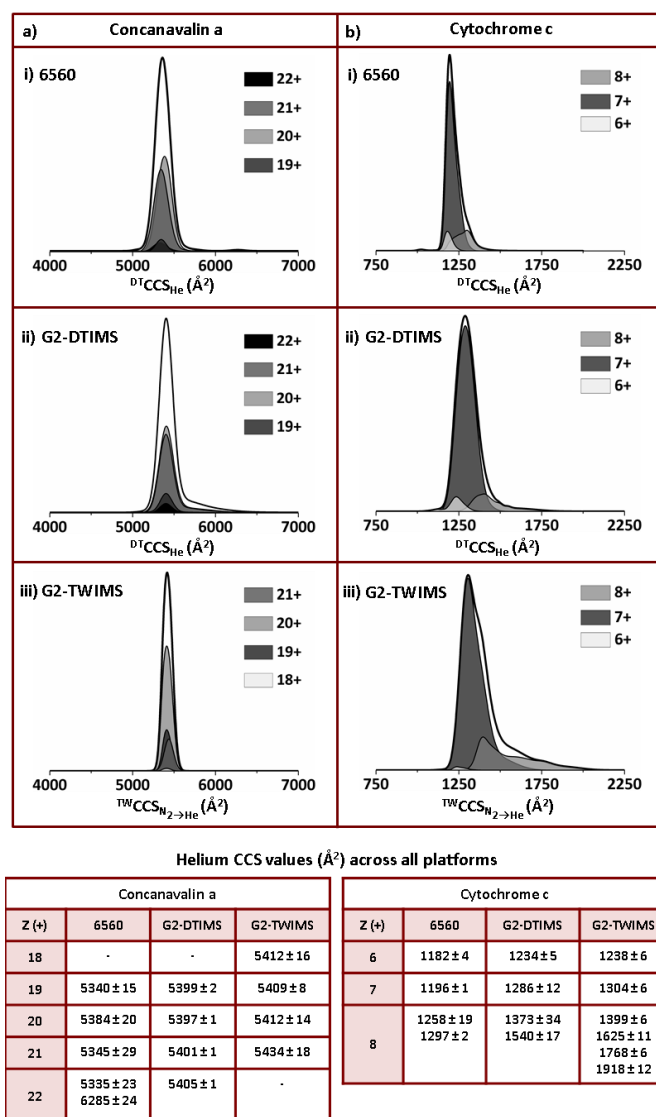 a) Concanavalin a
b) Cytochrome c
i) 6560
22+
21+
20+
19+
4000 5000 6000 7000
DTCCSHe (Å2)
i) 6560
8+
7+
6+
750 1250 1750 2250
DTCCSHe (Å2)
ii) G2-DTIMS
22+
21+
20+
19+
4000 5000 6000 7000
DTCCSHe (Å2)
ii) G2-DTIMS
8+
7+
6+
750 1250 1750 2250
DTCCSHe (Å2)
iii) G2-TWIMS
21+
20+
19+
18+
4000 5000 6000 7000
TWCCSN2→He (Å2)
iii) G2-TWIMS
8+
7+
6+
750 1250 1750 2250
TWCCSN2→He (Å2)
Helium CCS values (Å2) across all platforms
Concanavalin a
Z (+) 6560 G2-DTIMS G2-TWIMS
18 - - 5412 ± 16
19 5340 ± 15 5399 ± 2 5409 ± 8
20 5384 ± 20 5397 ± 1 5412 ± 14
21 5345 ± 29 5401 ± 1 5434 ± 18
22 5335 ± 23 5405 ± 1 -
6285 ± 24
Cytochrome c
Z (+) 6560 G2-DTIMS G2-TWIMS
6 1182 ± 4 1234 ± 5 1238 ± 6
7 1196 ± 1 1286 ± 12 1304 ± 6
8 1258 ± 19 1373 ± 34 1399 ± 6
1297 ± 2 1540 ± 17 1625 ± 11
1768 ± 6
1918 ± 12